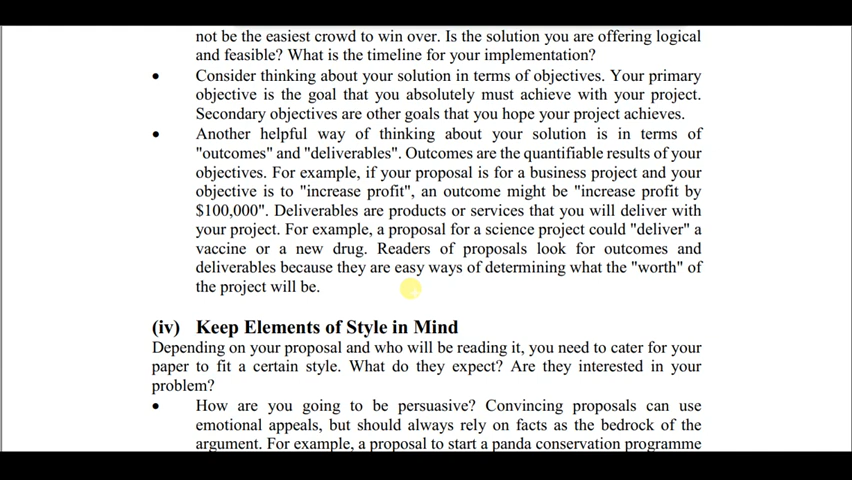 not be the easiest crowd to win over. Is the solution you are offering logical
and feasible? What is the timeline for your implementation?
• Consider thinking about your solution in terms of objectives. Your primary
objective is the goal that you absolutely must achieve with your project.
Secondary objectives are other goals that you hope your project achieves.
• Another helpful way of thinking about your solution is in terms of
"outcomes" and "deliverables". Outcomes are the quantifiable results of your
objectives. For example, if your proposal is for a business project and your
objective is to "increase profit", an outcome might be "increase profit by
$100,000". Deliverables are products or services that you will deliver with
your project. For example, a proposal for a science project could "deliver" a
vaccine or a new drug. Readers of proposals look for outcomes and
deliverables because they are easy ways of determining what the "worth" of
the project will be.
(iv) Keep Elements of Style in Mind
Depending on your proposal and who will be reading it, you need to cater for your
paper to fit a certain style. What do they expect? Are they interested in your
problem?
• How are you going to be persuasive? Convincing proposals can use
emotional appeals, but should always rely on facts as the bedrock of the
argument. For example, a proposal to start a panda conservation programme